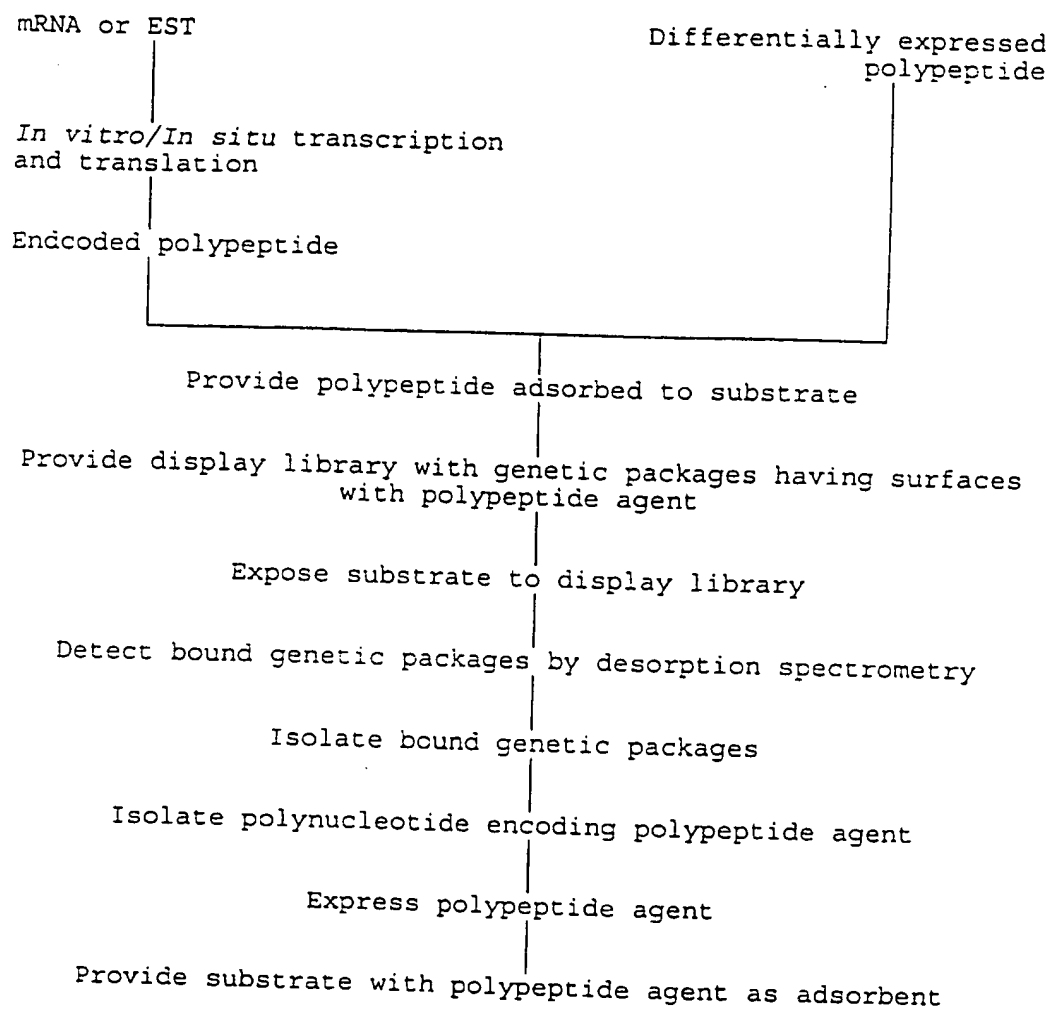 mRNA or EST
Differentially expressed
polypeptide
In vitro/In situ transcription
and translation
Endcoded polypeptide
Provide polypeptide adsorbed to substrate
Provide display library with genetic packages having surfaces
with polypeptide agent
Expose substrate to display library
Detect bound genetic packages by desorption spectrometry
Isolate bound genetic packages
Isolate polynucleotide encoding polypeptide agent
Express polypeptide agent
Provide substrate with polypeptide agent as adsorbent